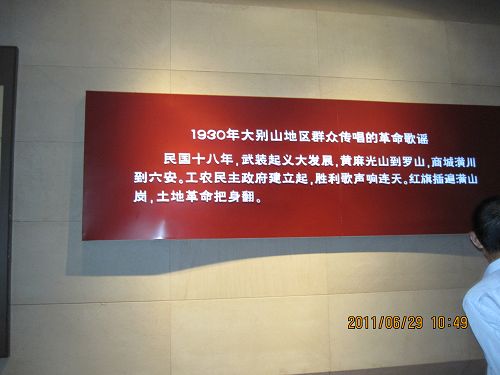 1930年大别山地区群众传唱的革命歌谣
民国十八年，武装起义大发展，黄麻光山到罗山，商城潢川
到六安。工农民主政府建立起，胜利歌声响连天。红旗插遍满山
岗，土地革命把身翻。
2011/06/29 10:49